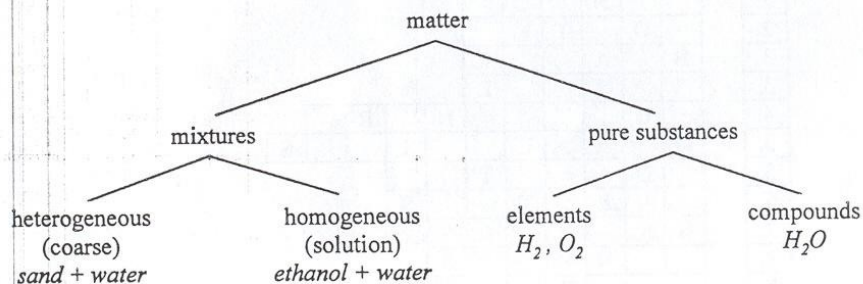 matter
mixtures
pure substances
heterogeneous
(coarse)
sand + water
homogeneous
(solution)
ethanol + water
elements
H₂, O₂
compounds
H₂O